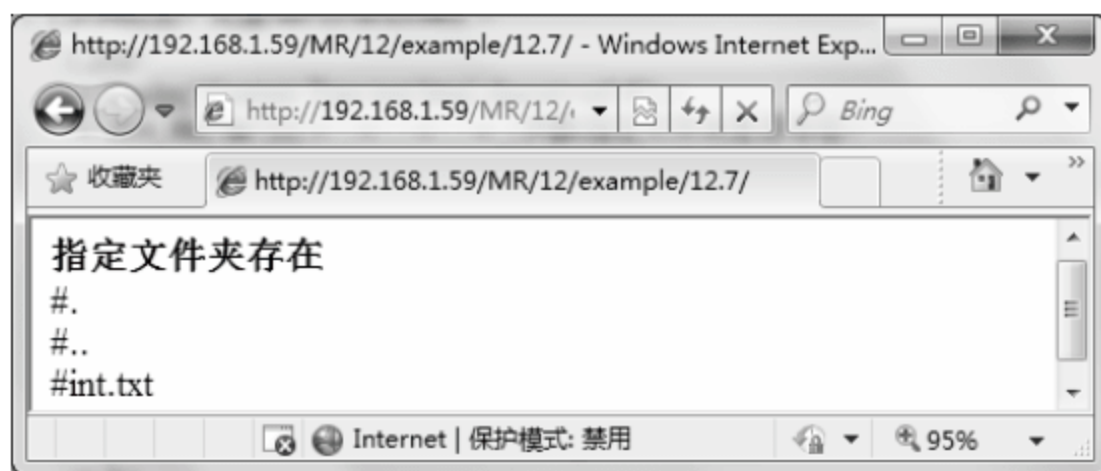 http://192.168.1.59/MR/12/example/12.7/ - Windows Internet Exp...
http://192.168.1.59/MR/12/
Bing
收藏夹
http://192.168.1.59/MR/12/example/12.7/
指定文件夹存在
#.
#..
#int.txt
Internet | 保护模式: 禁用
95%